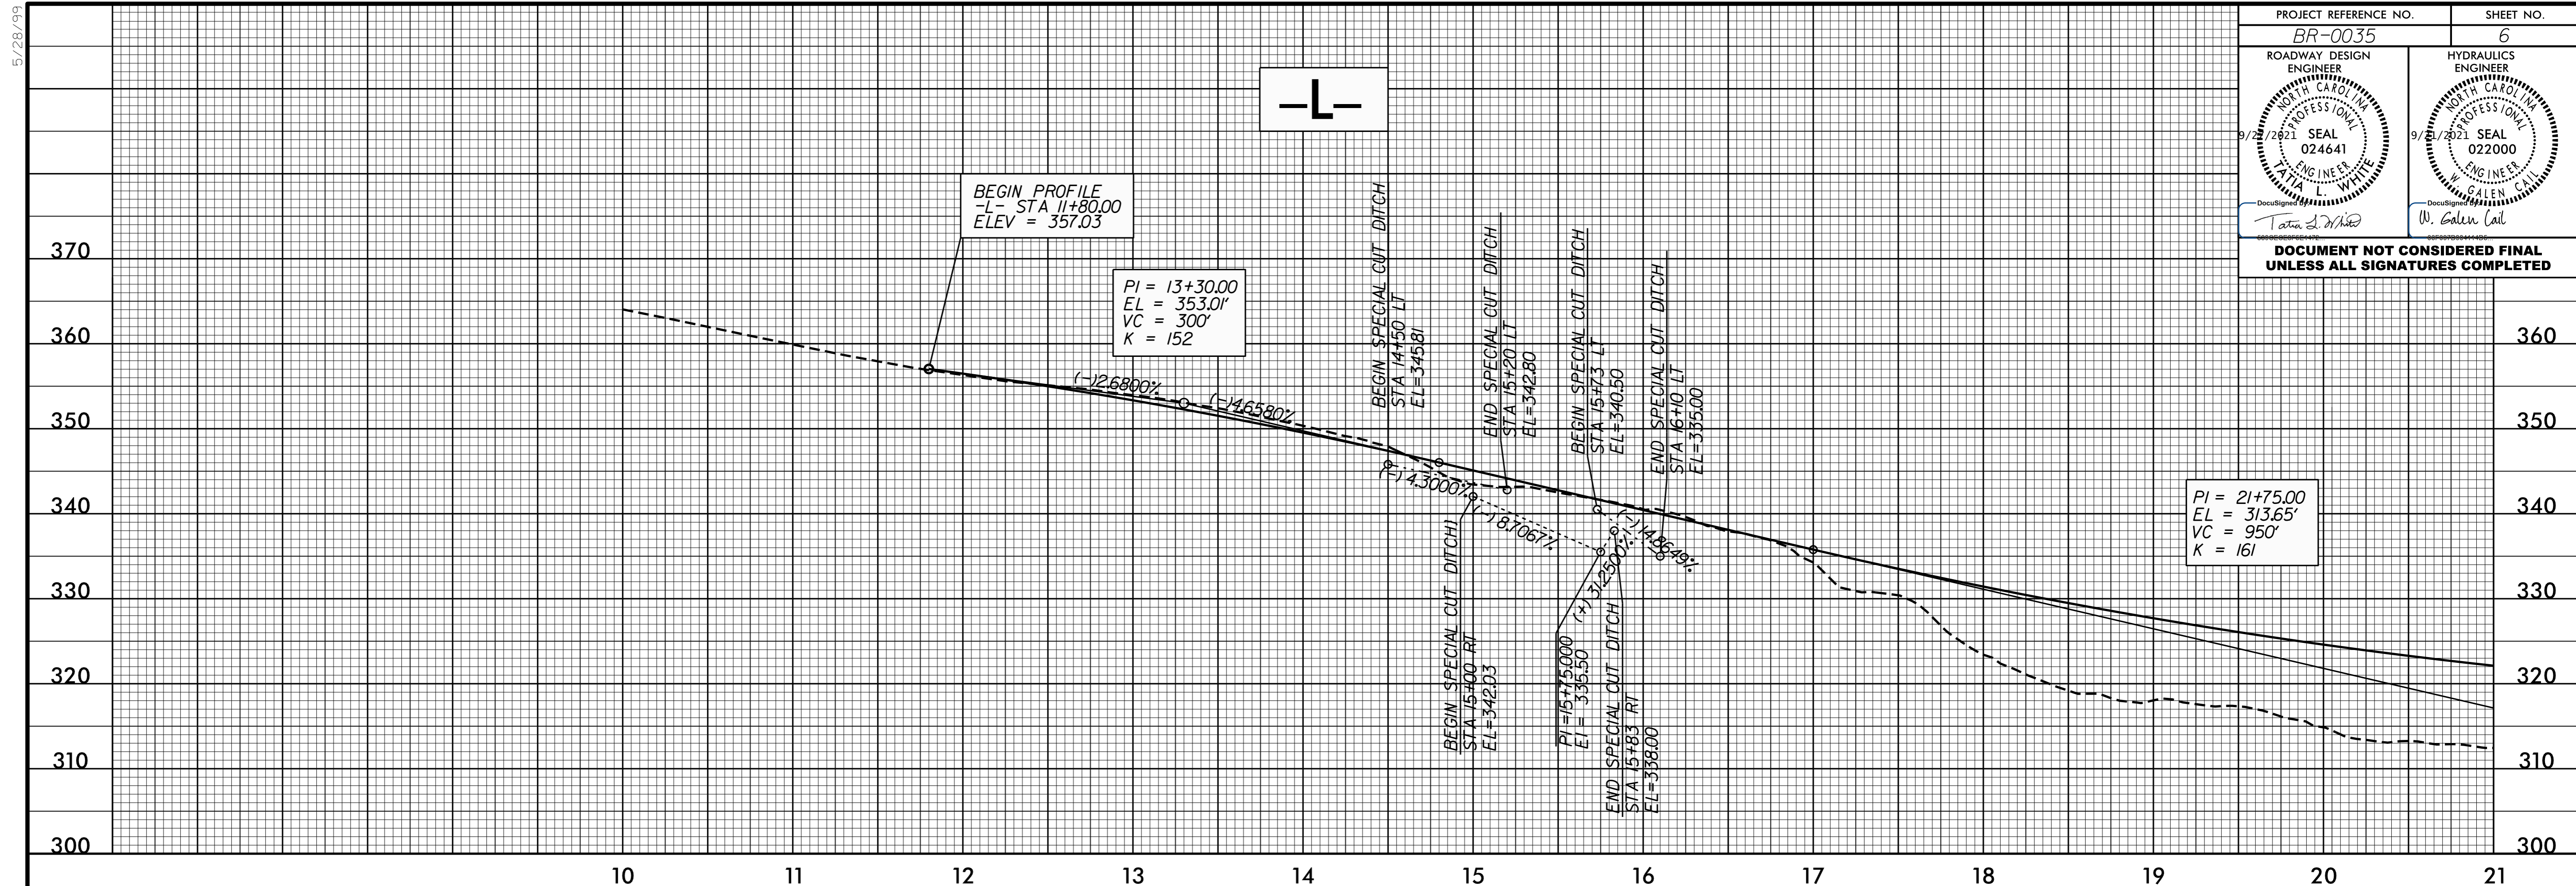 5/28/99
PROJECT REFERENCE NO.
SHEET NO.
BR-0035
6
ROADWAY DESIGN
ENGINEER
HYDRAULICS
ENGINEER
NORTH CAROLINA
PROFESSIONAL
SEAL
024641
ENGINEER
TATIA L. WHITE
NORTH CAROLINA
PROFESSIONAL
9/21/2021
SEAL
022000
ENGINEER
W. GALEN CAIL
DocuSigned by:
Tatia L. White
DocuSigned by:
W. Galen Cail
DOCUMENT NOT CONSIDERED FINAL
UNLESS ALL SIGNATURES COMPLETED
-L-
BEGIN PROFILE
-L- STA 11+80.00
ELEV = 357.03
PI = 13+30.00
EL = 353.01'
VC = 300'
K = 152
BEGIN SPECIAL CUT DITCH
STA 14+50 LT
EL=345.81
END SPECIAL CUT DITCH
STA 15+20 LT
EL=342.80
BEGIN SPECIAL CUT DITCH
STA 15+73 LT
EL=340.50
END SPECIAL CUT DITCH
STA 16+10 LT
EL=335.00
(-)2.6800%
(-)4.6580%
(-)4.3000%
(-)8.7067%
(-)14.8649%
(+)31.2500%
BEGIN SPECIAL CUT DITCH)
STA 15+00 RT
EL=342.03
PI =15+75.000
El = 335.50
END SPECIAL CUT DITCH
STA 15+83 RT
EL=338.00
PI = 21+75.00
EL = 313.65'
VC = 950'
K = 161
370
360
350
340
330
320
310
300
360
350
340
330
320
310
300
10 11 12 13 14 15 16 17 18 19 20 21